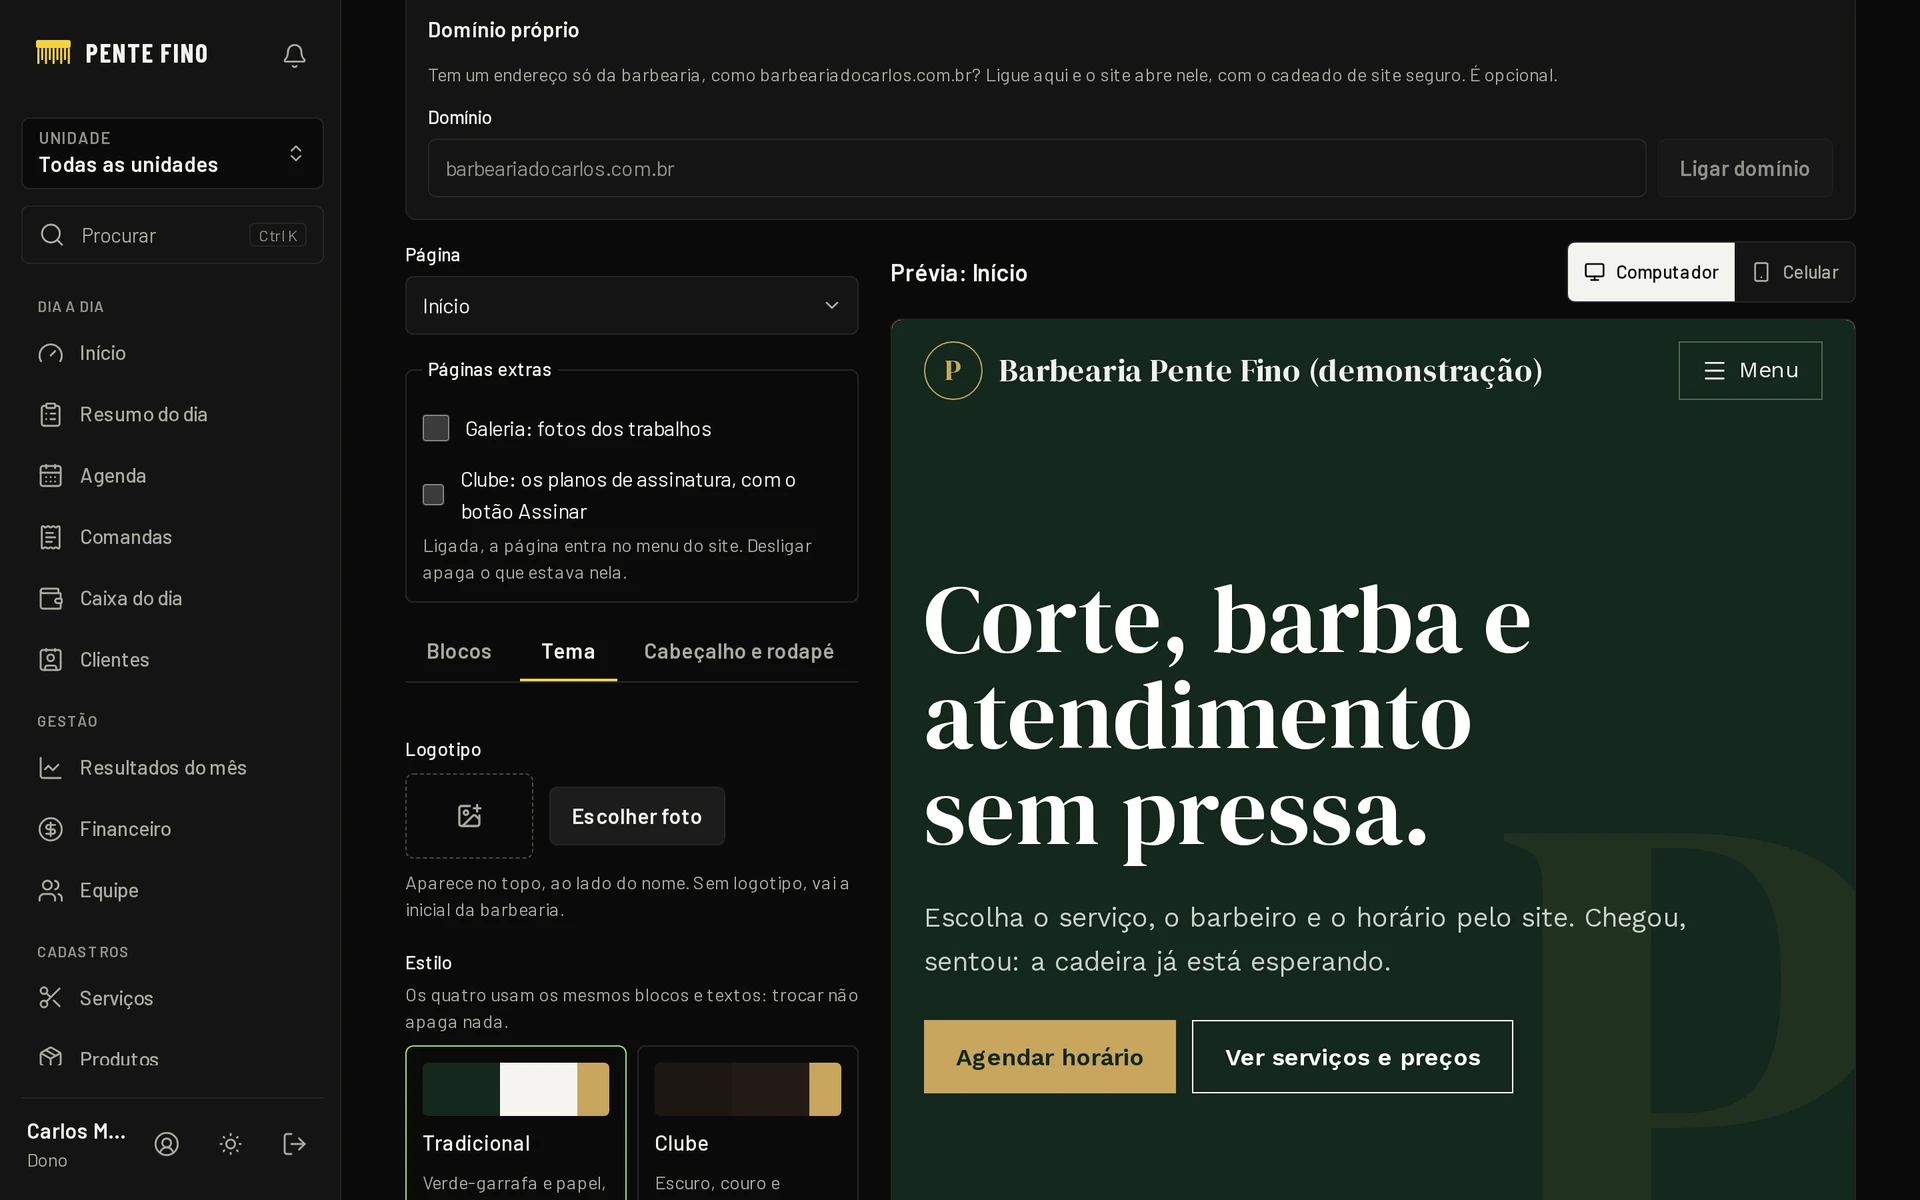 PENTE FINO
UNIDADE
Todas as unidades
Procurar
Ctrl K
DIA A DIA
Início
Resumo do dia
Agenda
Comandas
Caixa do dia
Clientes
GESTÃO
Resultados do mês
Financeiro
Equipe
CADASTROS
Serviços
Produtos
Carlos M...
Dono
Domínio próprio
Tem um endereço só da barbearia, como barbeariadocarlos.com.br? Ligue aqui e o site abre nele, com o cadeado de site seguro. É opcional.
Domínio
barbeariadocarlos.com.br
Ligar domínio
Página
Início
Páginas extras
Galeria: fotos dos trabalhos
Clube: os planos de assinatura, com o
botão Assinar
Ligada, a página entra no menu do site. Desligar
apaga o que estava nela.
Blocos
Tema
Cabeçalho e rodapé
Logotipo
Escolher foto
Aparece no topo, ao lado do nome. Sem logotipo, vai a
inicial da barbearia.
Estilo
Os quatro usam os mesmos blocos e textos: trocar não
apaga nada.
Tradicional
Verde-garrafa e papel,
Clube
Escuro, couro e
Prévia: Início
Computador
Celular
P
Barbearia Pente Fino (demonstração)
Menu
Corte, barba e
atendimento
sem pressa.
Escolha o serviço, o barbeiro e o horário pelo site. Chegou,
sentou: a cadeira já está esperando.
Agendar horário
Ver serviços e preços
P